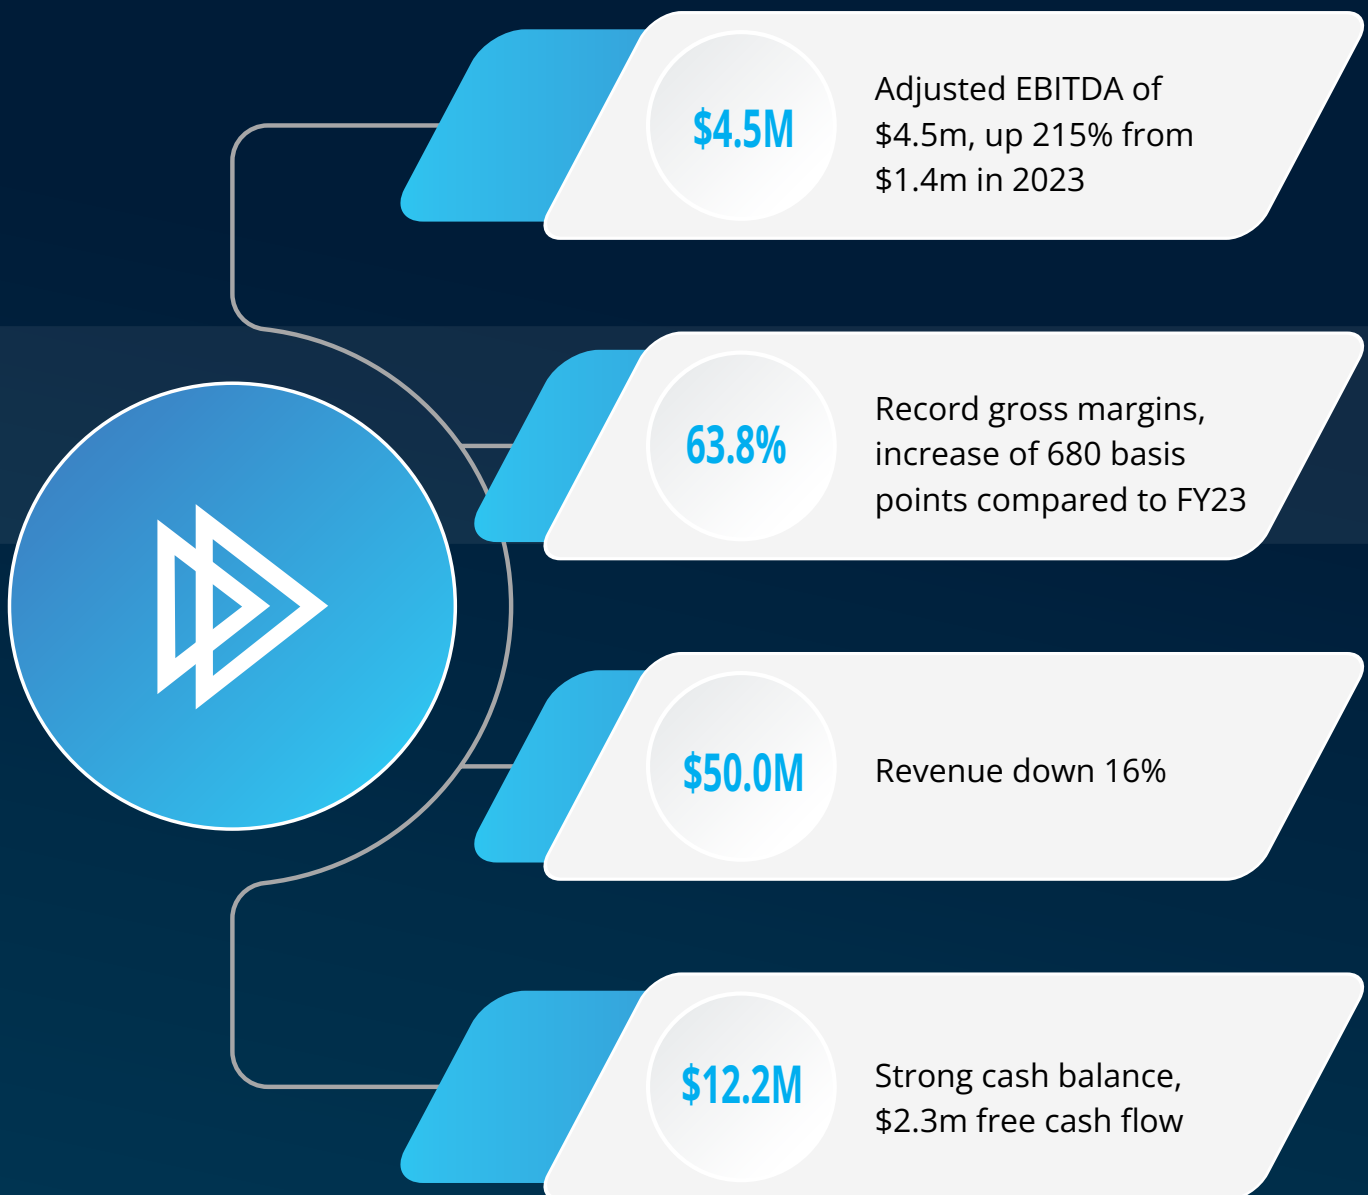 $4.5M
Adjusted EBITDA of
$4.5m, up 215% from
$1.4m in 2023
63.8%
Record gross margins,
increase of 680 basis
points compared to FY23
$50.0M
Revenue down 16%
$12.2M
Strong cash balance,
$2.3m free cash flow